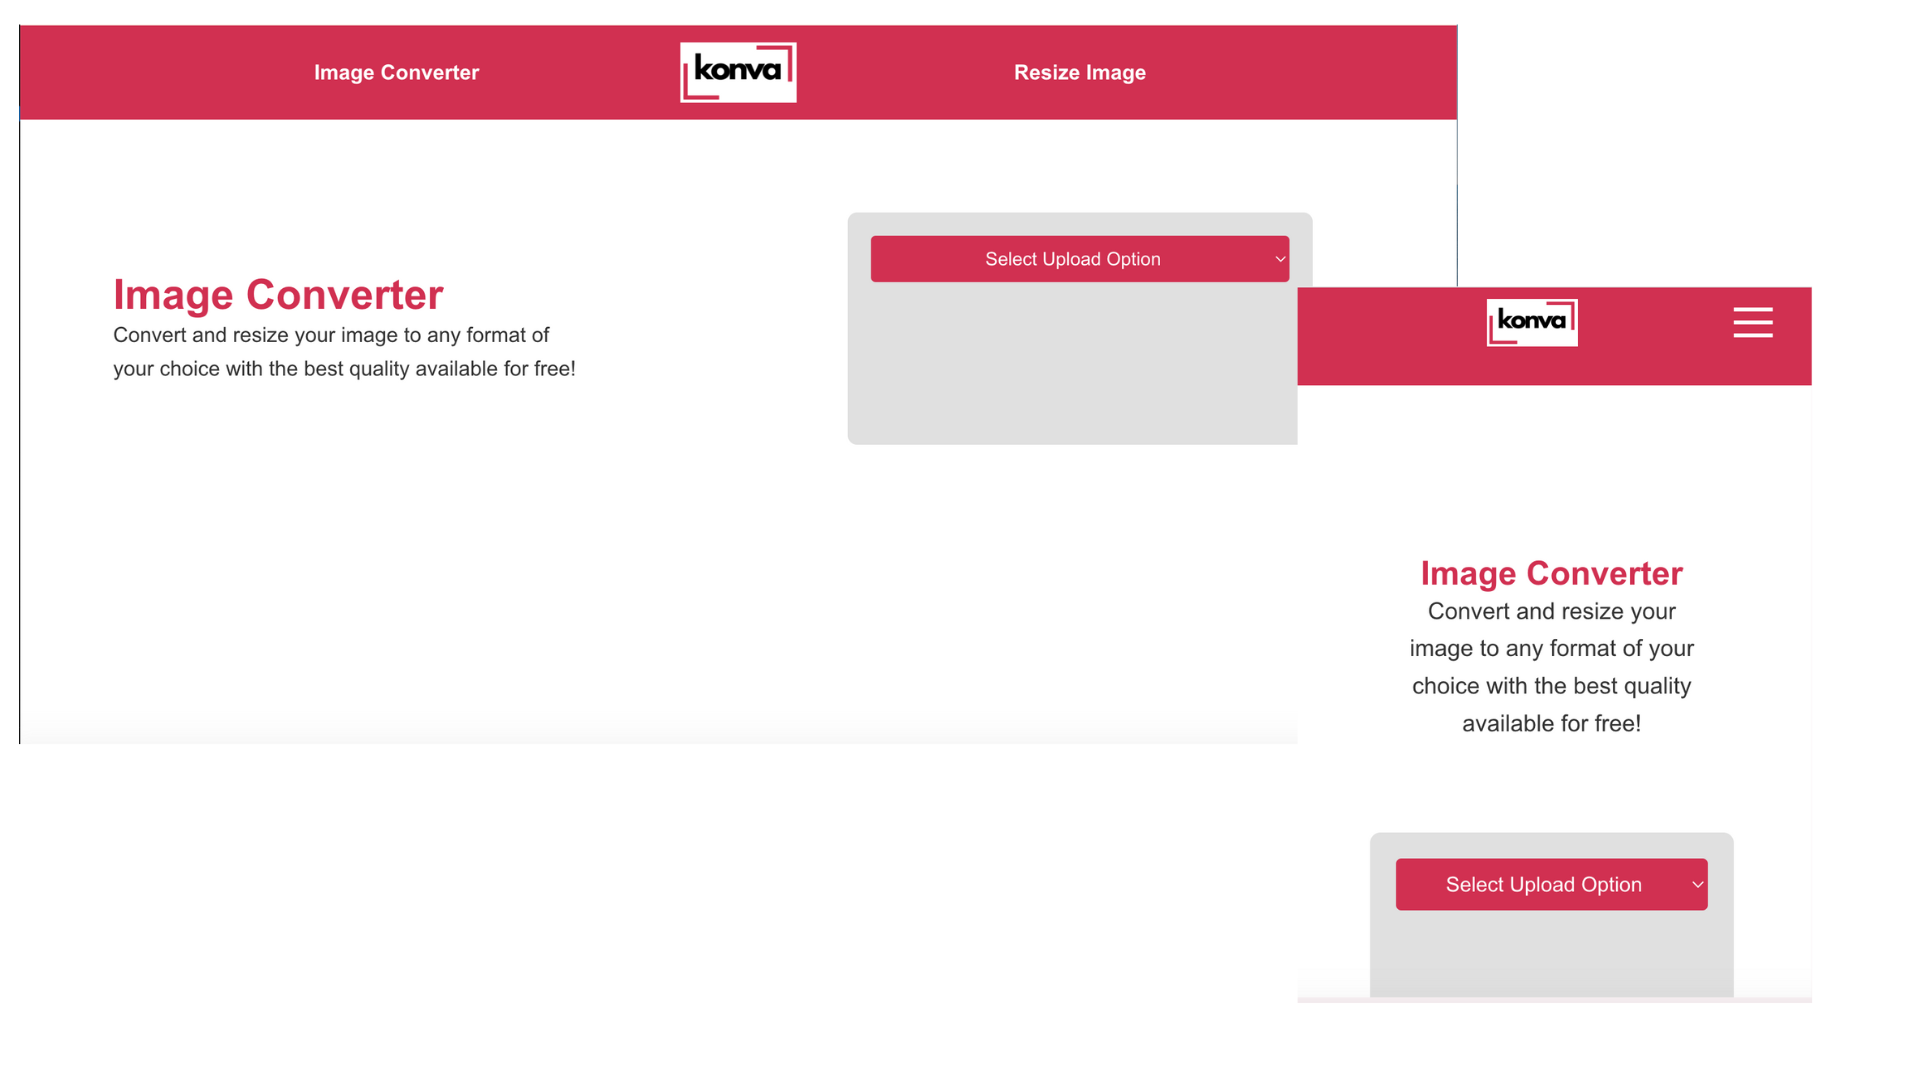 Image Converter
konva
Resize Image
Image Converter
Convert and resize your image to any format of
your choice with the best quality available for free!
Select Upload Option
konva
Image Converter
Convert and resize your
image to any format of your
choice with the best quality
available for free!
Select Upload Option